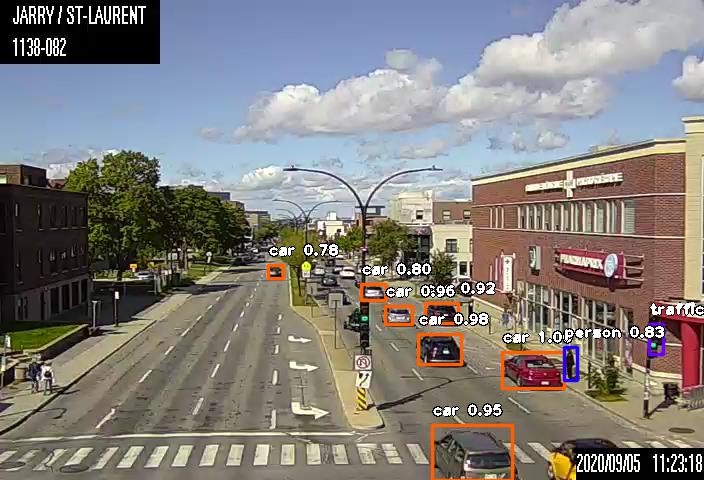 JARRY / ST-LAURENT
1138-082
car 0.78
car 0.80
car 0.96
0.92
car 0.98
traffic
car 1.00
person 0.83
car 0.95
2020/09/05 11:23:18